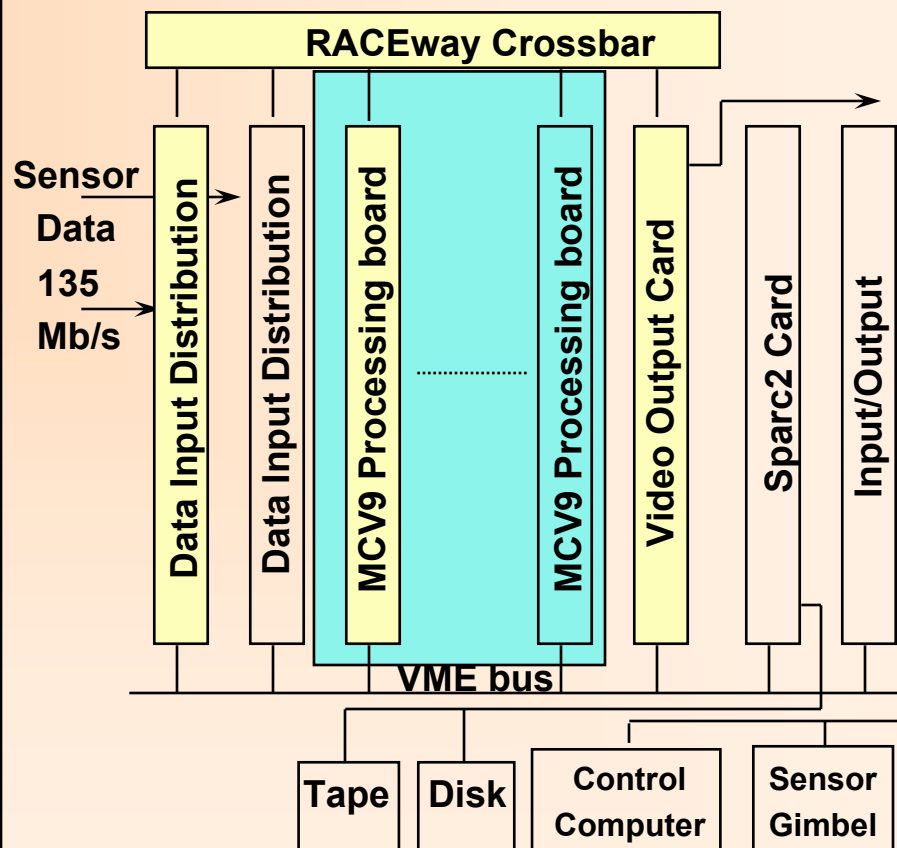 RACEway Crossbar
Sensor
Data
135
Mb/s
Data Input Distribution
Data Input Distribution
MCV9 Processing board
MCV9 Processing board
Video Output Card
Sparc2 Card
Input/Output
VME bus
Tape
Disk
Control
Computer
Sensor
Gimbel